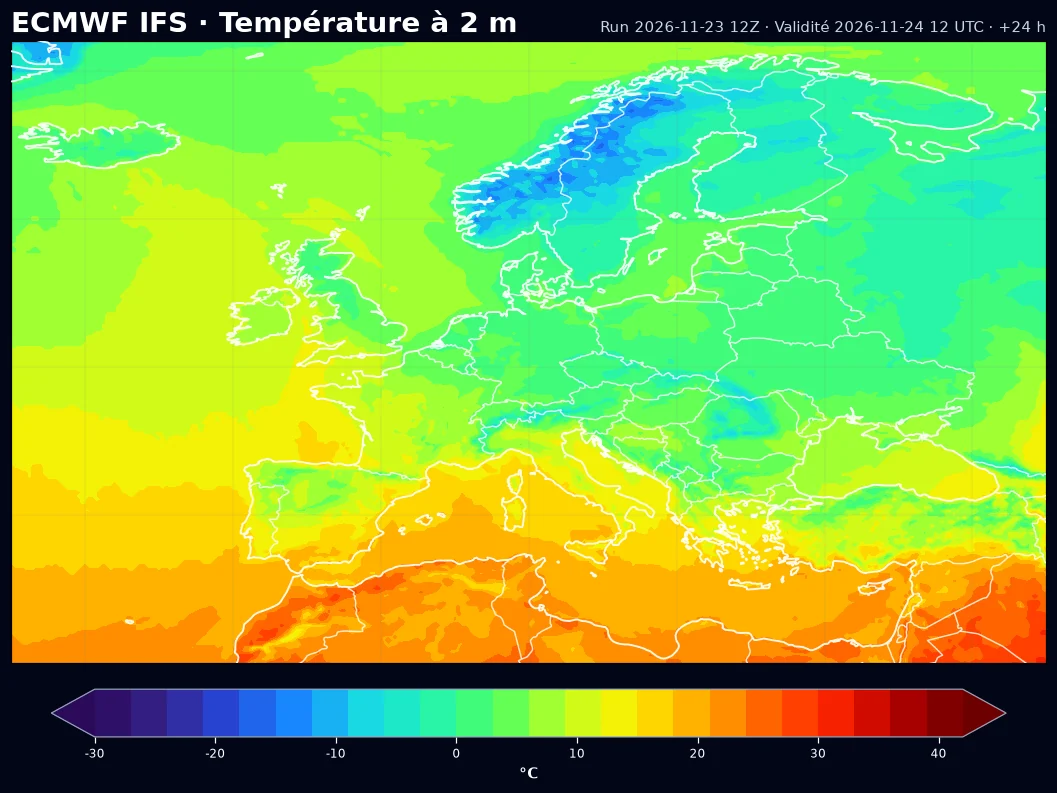 ECMWF IFS · Température à 2 m
Run 2026-11-23 12Z · Validité 2026-11-24 12 UTC · +24 h
-30 -20 -10 0 10 20 30 40
°C